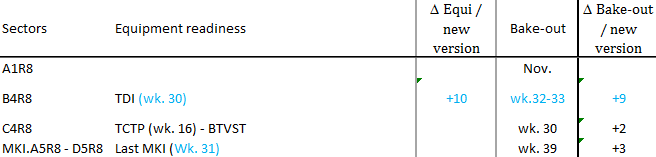 Sectors Equipment readiness Δ Equi / new version Bake-out Δ Bake-out / new version
A1R8 Nov.
B4R8 TDI (wk. 30) +10 wk.32-33 +9
C4R8 TCTP (wk. 16) - BTVST wk. 30 +2
MKI.A5R8 - D5R8 Last MKI (Wk. 31) wk. 39 +3